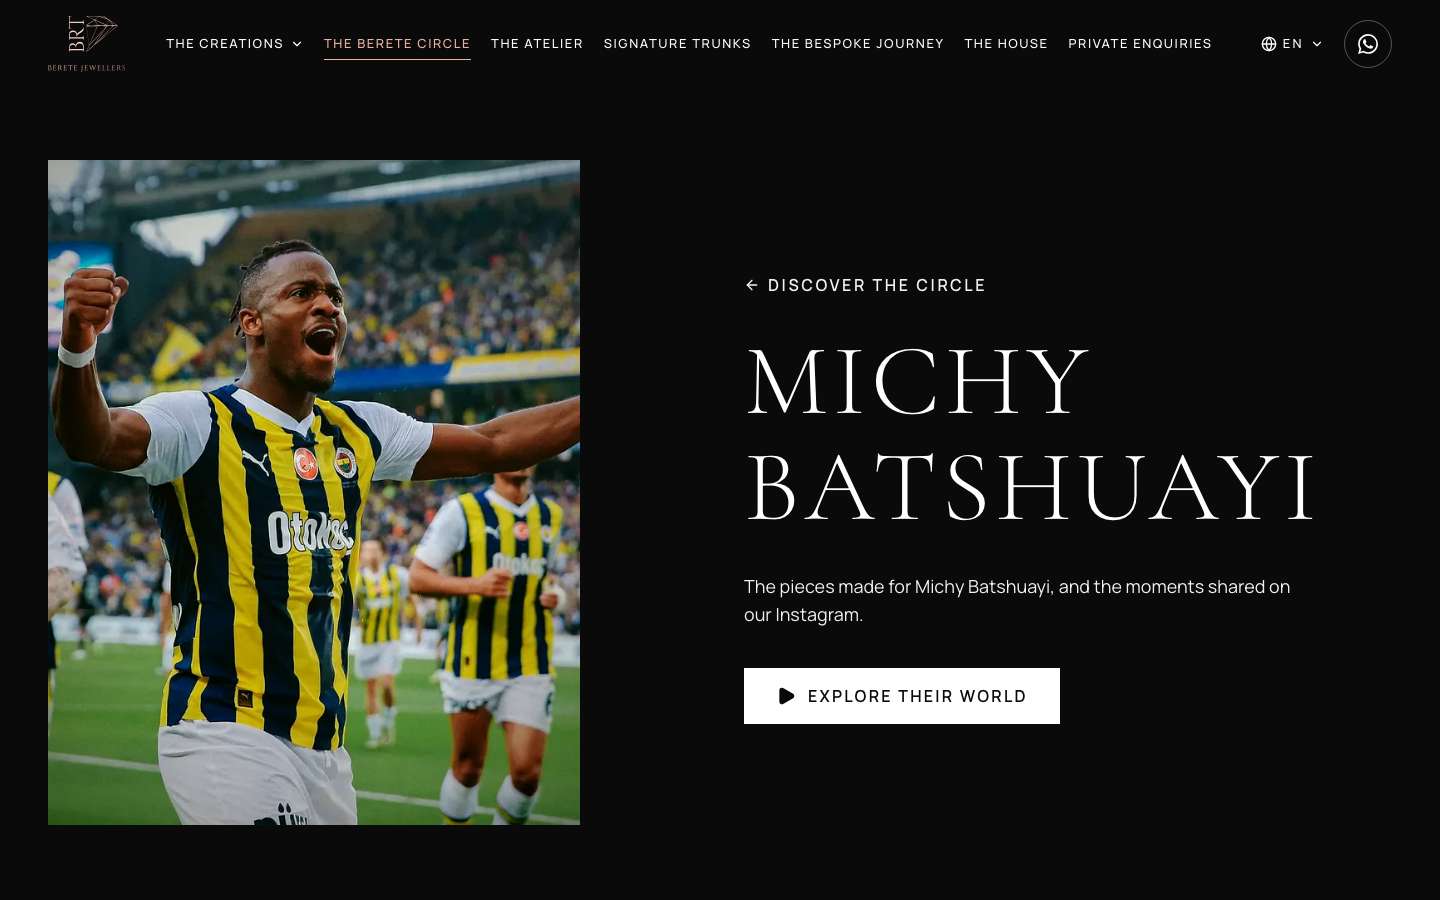 BRT
BERETE JEWELLERS
THE CREATIONS
THE BERETE CIRCLE
THE ATELIER
SIGNATURE TRUNKS
THE BESPOKE JOURNEY
THE HOUSE
PRIVATE ENQUIRIES
EN
Otokoç
Otokoç
DISCOVER THE CIRCLE
MICHY
BATSHUAYI
The pieces made for Michy Batshuayi, and the moments shared on
our Instagram.
EXPLORE THEIR WORLD